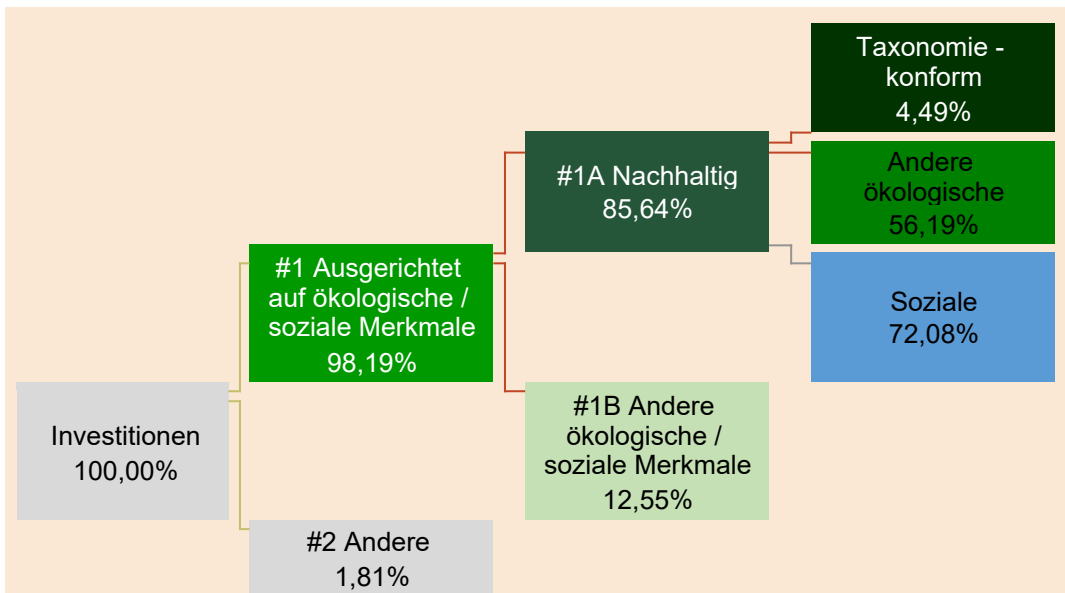 Taxonomie -
konform
4,49%
#1A Nachhaltig
85,64%
Andere
ökologische
56,19%
#1 Ausgerichtet
auf ökologische /
soziale Merkmale
98,19%
Soziale
72,08%
Investitionen
100,00%
#1B Andere
ökologische /
soziale Merkmale
12,55%
#2 Andere
1,81%